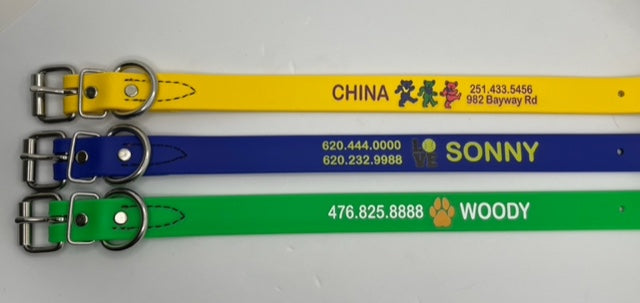 CHINA
251.433.5456
982 Bayway Rd
620.444.0000
620.232.9988
LOVE
SONNY
476.825.8888
WOODY